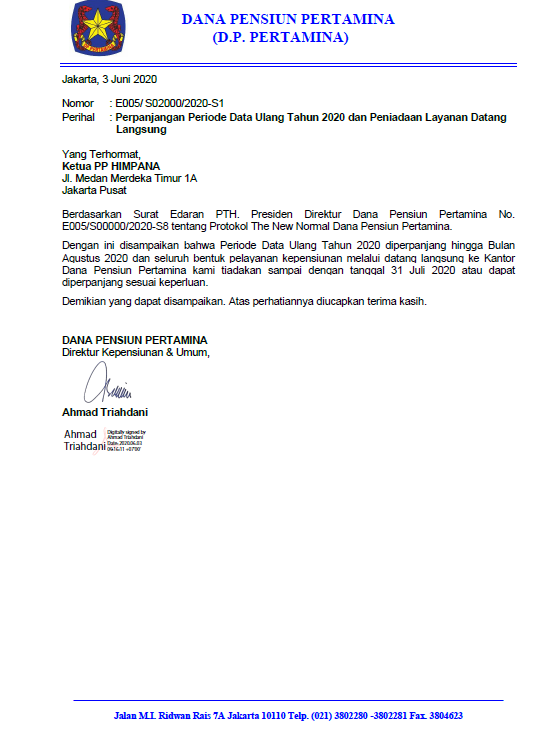 DANA PENSIUN PERTAMINA
(D.P. PERTAMINA)
Jakarta, 3 Juni 2020
Nomor : E005/ S02000/2020-S1
Perihal : Perpanjangan Periode Data Ulang Tahun 2020 dan Peniadaan Layanan Datang
Langsung
Yang Terhormat,
Ketua PP HIMPANA
Jl. Medan Merdeka Timur 1A
Jakarta Pusat
Berdasarkan Surat Edaran PTH. Presiden Direktur Dana Pensiun Pertamina No.
E005/S00000/2020-S8 tentang Protokol The New Normal Dana Pensiun Pertamina.
Dengan ini disampaikan bahwa Periode Data Ulang Tahun 2020 diperpanjang hingga Bulan
Agustus 2020 dan seluruh bentuk pelayanan kepensiunan melalui datang langsung ke Kantor
Dana Pensiun Pertamina kami tiadakan sampai dengan tanggal 31 Juli 2020 atau dapat
diperpanjang sesuai keperluan.
Demikian yang dapat disampaikan. Atas perhatiannya diucapkan terima kasih.
DANA PENSIUN PERTAMINA
Direktur Kepensiunan & Umum,
Ahmad Triahdani
Ahmad
Triahdani
Digitally signed by
Ahmad Triahdani
Date: 2020.06.03
Jalan M.I. Ridwan Rais 7A Jakarta 10110 Telp. (021) 3802280 -3802281 Fax. 3804623